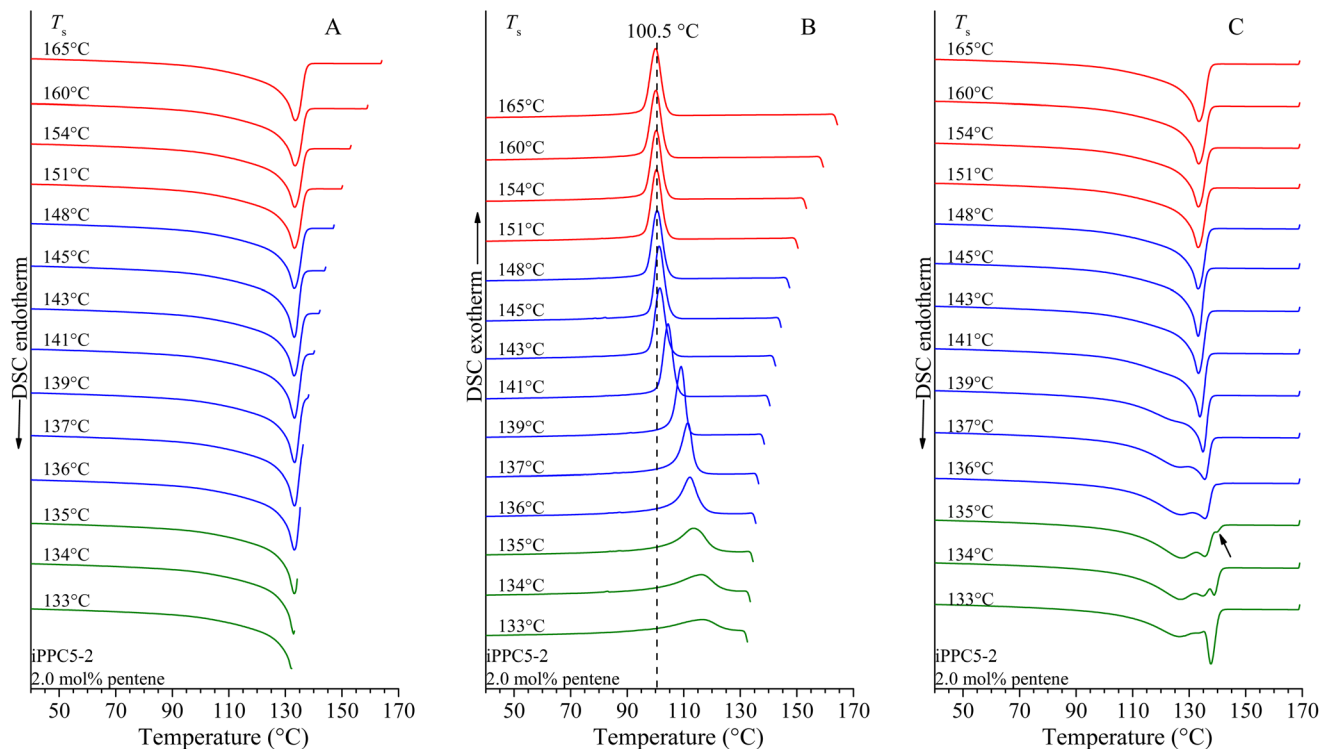 T_s
A
165°C
160°C
154°C
151°C
148°C
145°C
143°C
141°C
139°C
137°C
136°C
135°C
134°C
133°C
iPPC5-2
2.0 mol% pentene
DSC endotherm
50 70 90 110 130 150 170
Temperature (°C)
T_s
100.5 °C
B
165°C
160°C
154°C
151°C
148°C
145°C
143°C
141°C
139°C
137°C
136°C
135°C
134°C
133°C
iPPC5-2
2.0 mol% pentene
DSC exotherm
50 70 90 110 130 150 170
Temperature (°C)
T_s
C
165°C
160°C
154°C
151°C
148°C
145°C
143°C
141°C
139°C
137°C
136°C
135°C
134°C
133°C
iPPC5-2
2.0 mol% pentene
DSC endotherm
50 70 90 110 130 150 170
Temperature (°C)